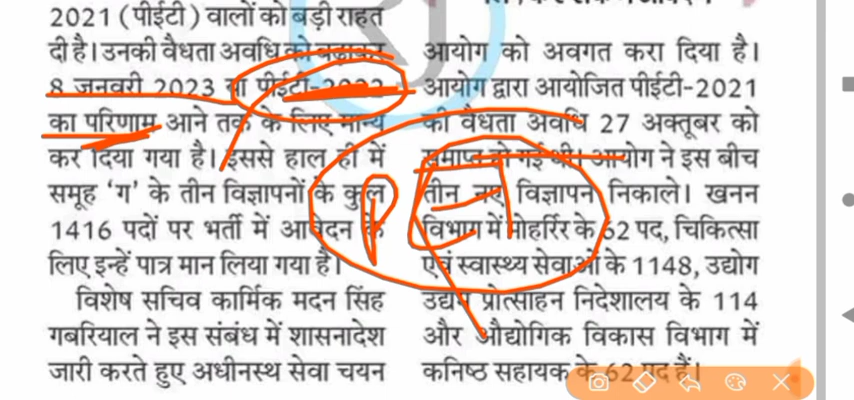 2021 (पीईटी) वालों को बड़ी राहत
दी है। उनकी वैधता अवधि को बढ़ाकर
8 जनवरी 2023 या पीईटी-2022
का परिणाम आने तक के लिए मान्य
कर दिया गया है। इससे हाल ही में
समूह ‘ग’ के तीन विज्ञापनों के कुल
1416 पदों पर भर्ती में आवेदन के
लिए इन्हें पात्र मान लिया गया है।
विशेष सचिव कार्मिक मदन सिंह
गबरियाल ने इस संबंध में शासनादेश
जारी करते हुए अधीनस्थ सेवा चयन
आयोग को अवगत करा दिया है।
आयोग द्वारा आयोजित पीईटी-2021
की वैधता अवधि 27 अक्तूबर को
समाप्त हो गई थी। आयोग ने इस बीच
तीन नए विज्ञापन निकाले। खनन
विभाग में मोहर्रिर के 62 पद, चिकित्सा
एवं स्वास्थ्य सेवाओं के 1148, उद्योग
उद्यम प्रोत्साहन निदेशालय के 114
और औद्योगिक विकास विभाग में
कनिष्ठ सहायक के 62 पद हैं।
PET